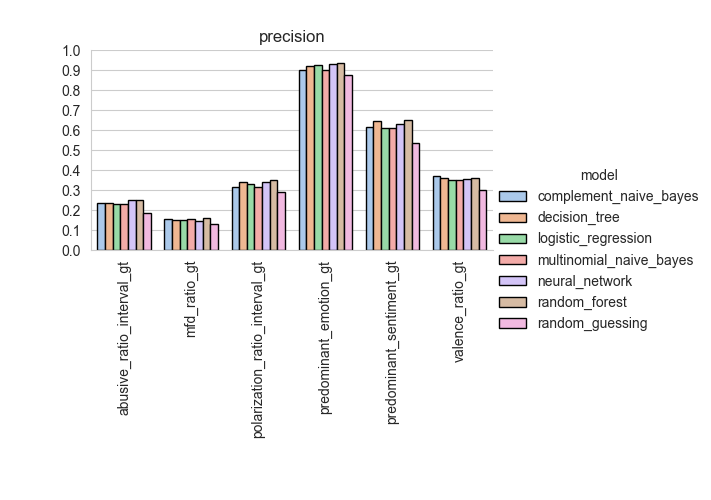 precision
1.0
0.9
0.8
0.7
0.6
0.5
0.4
0.3
0.2
0.1
0.0
abusive_ratio_interval_gt
mfd_ratio_gt
polarization_ratio_interval_gt
predominant_emotion_gt
predominant_sentiment_gt
valence_ratio_gt
model
complement_naive_bayes
decision_tree
logistic_regression
multinomial_naive_bayes
neural_network
random_forest
random_guessing